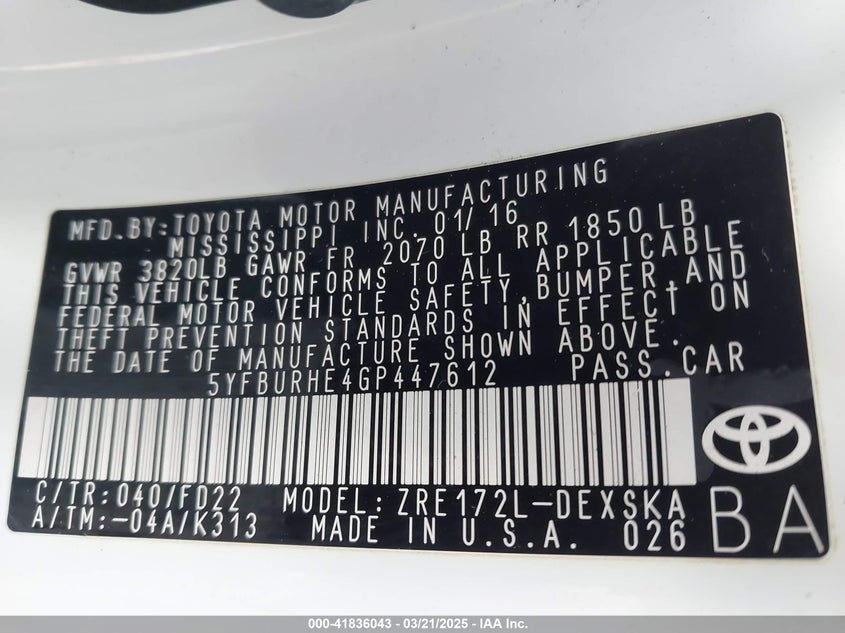 MFD.BY:TOYOTA MOTOR MANUFACTURING
MISSISSIPPI INC. 01/16
GVWR 3820LB GAWR FR 2070 LB RR 1850 LB
THIS VEHICLE CONFORMS TO ALL APPLICABLE
FEDERAL MOTOR VEHICLE SAFETY,BUMPER,AND
THEFT PREVENTION STANDARDS IN EFFECT ON
THE DATE OF MANUFACTURE SHOWN ABOVE.
5YFBURHE4GP447612 PASS.CAR
C/TR:040/FD22 MODEL:ZRE172L-DEXSKA
A/TM:-04A/K313 MADE IN U.S.A. 026
BA
000-41836043 — 03/21/2025 — IAA Inc.